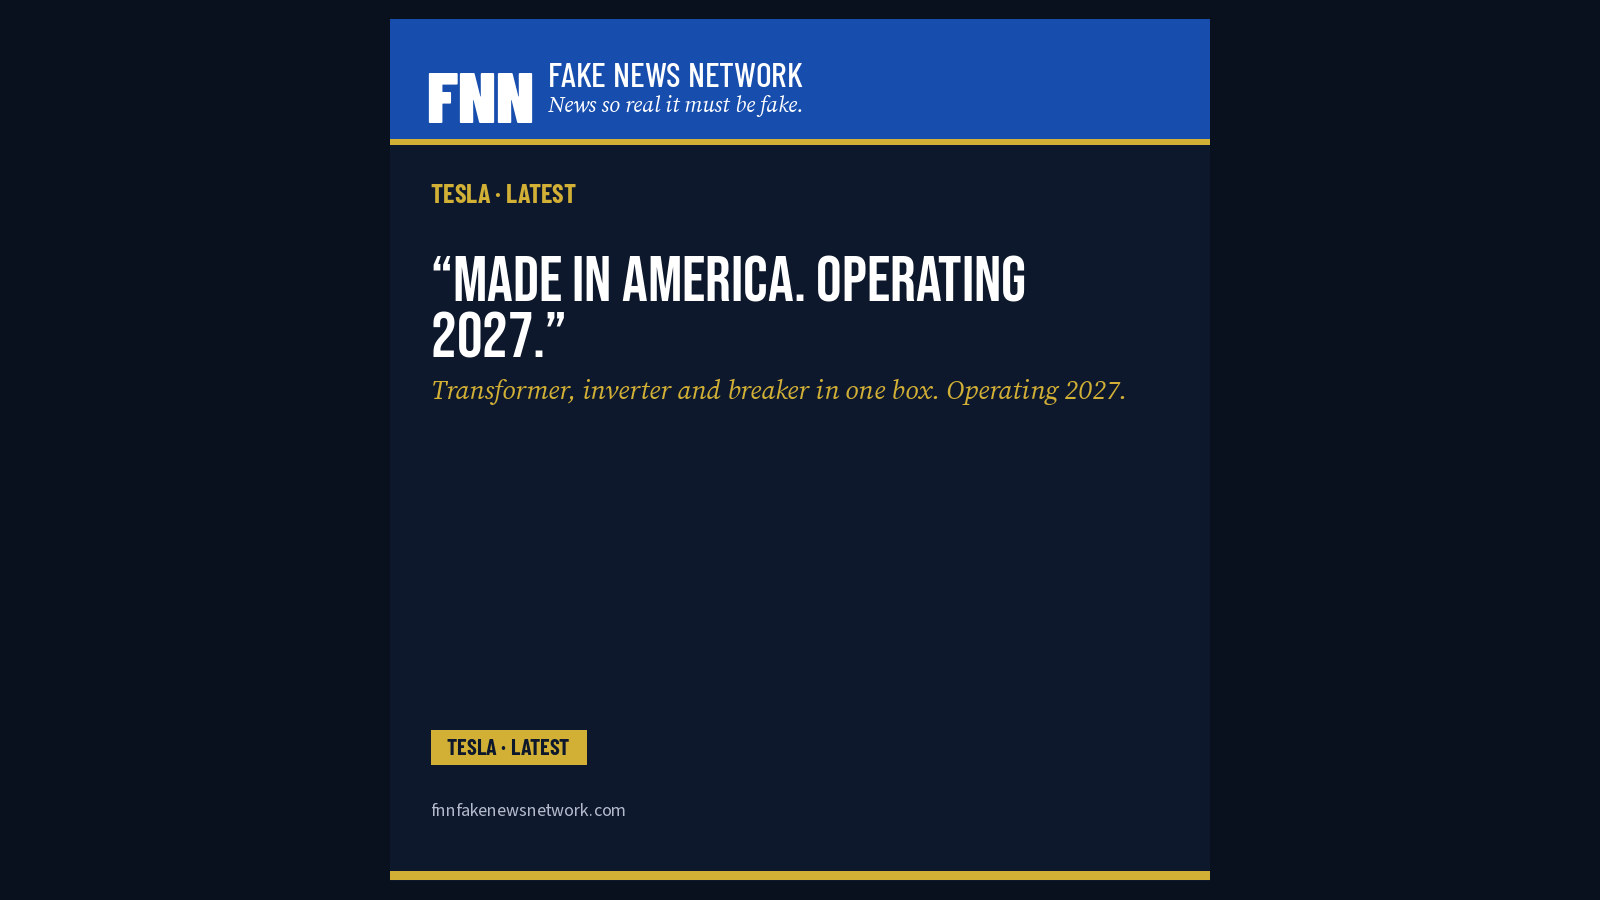 FNN
FAKE NEWS NETWORK
News so real it must be fake.
TESLA · LATEST
“MADE IN AMERICA. OPERATING
2027.”
Transformer, inverter and breaker in one box. Operating 2027.
TESLA · LATEST
fnnfakenewsnetwork.com